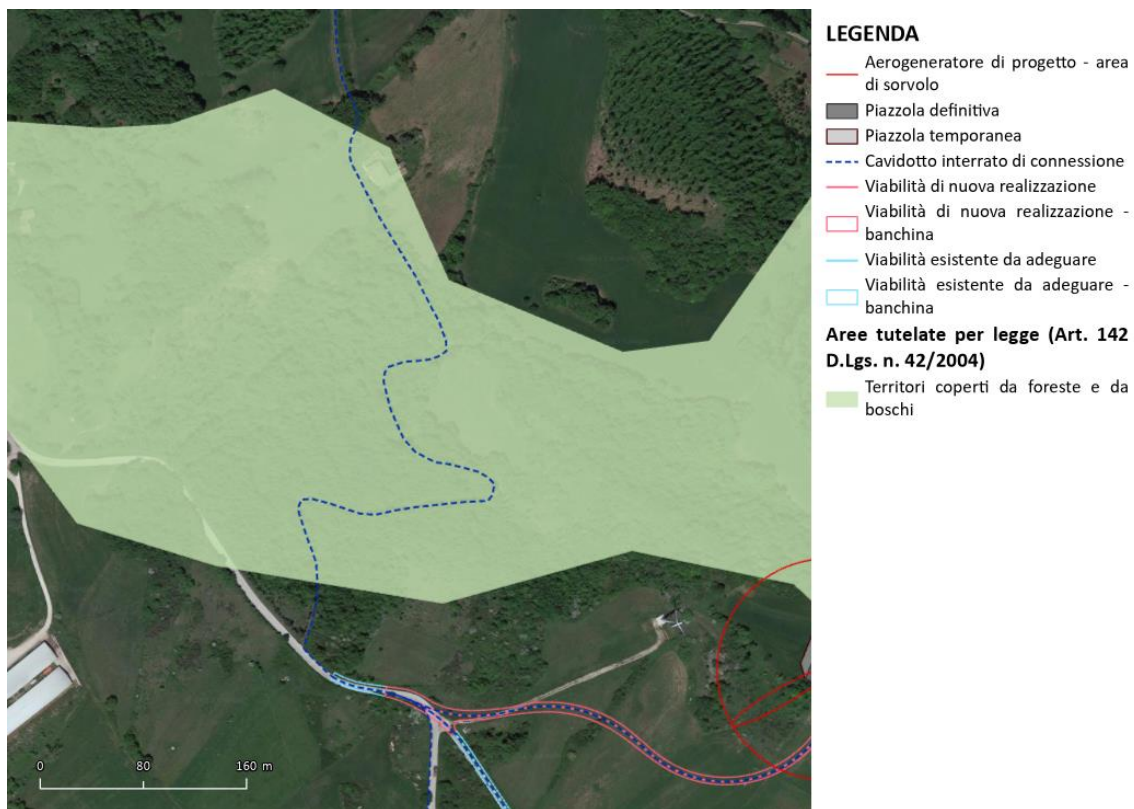 LEGENDA
Aerogeneratore di progetto - area
di sorvolo
Piazzola definitiva
Piazzola temporanea
Cavidotto interrato di connessione
Viabilità di nuova realizzazione
Viabilità di nuova realizzazione -
banchina
Viabilità esistente da adeguare
Viabilità esistente da adeguare -
banchina
Aree tutelate per legge (Art. 142
D.Lgs. n. 42/2004)
Territori coperti da foreste e da
boschi
0 80 160 m